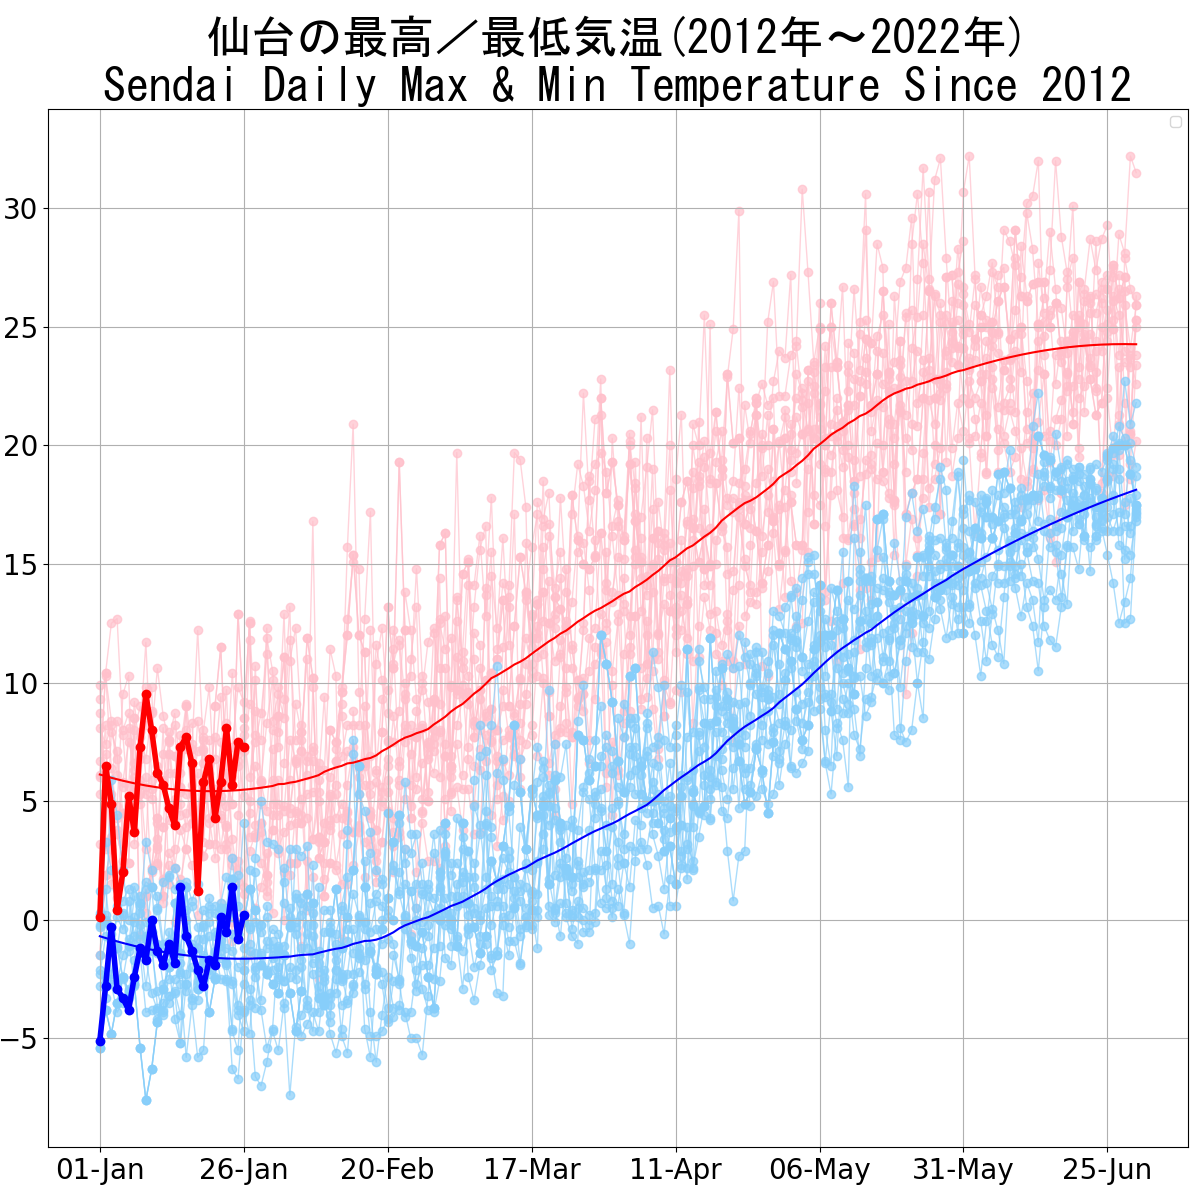 仙台の最高／最低気温(2012年～2022年)
Sendai Daily Max & Min Temperature Since 2012
30
25
20
15
10
5
0
−5
01-Jan 26-Jan 20-Feb 17-Mar 11-Apr 06-May 31-May 25-Jun